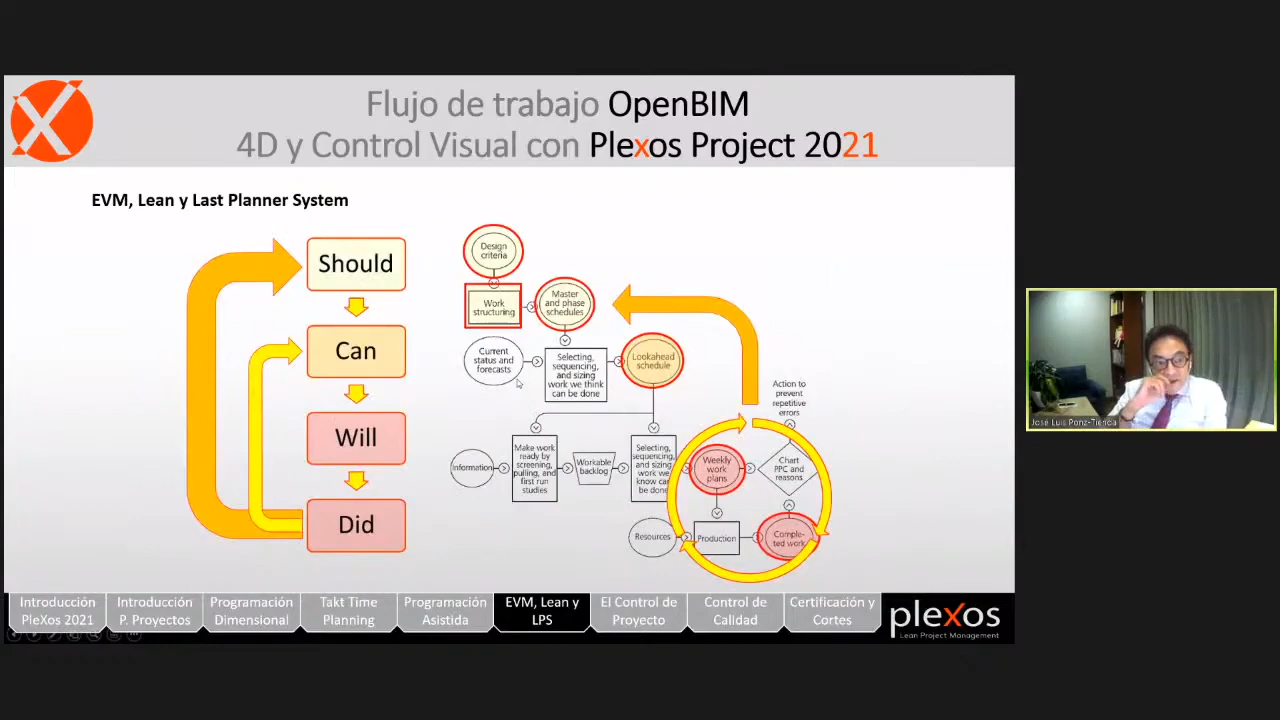 Flujo de trabajo OpenBIM
4D y Control Visual con Plexos Project 2021
EVM, Lean y Last Planner System
Should
Can
Will
Did
Design
criteria
Work
structuring
Master
and phase
schedules
Current
status and
forecasts
Selecting,
sequencing,
and sizing
work we think
can be done
Lookahead
schedule
Information
Make work
ready by
screening,
pulling, and
first run
studies
Workable
backlog
Selecting,
sequencing,
and sizing
work we
know can
be done
Weekly
work
plans
Action to
prevent
repetitive
errors
Chart
PPC and
reasons
Resources
Production
Comple-
ted work
Introducción
PleXos 2021
Introducción
P. Proyectos
Programación
Dimensional
Takt Time
Planning
Programación
Asistida
EVM, Lean y
LPS
El Control de
Proyecto
Control de
Calidad
Certificación y
Cortes
plexos
Lean Project Management
José Luis Ponz-Tienda